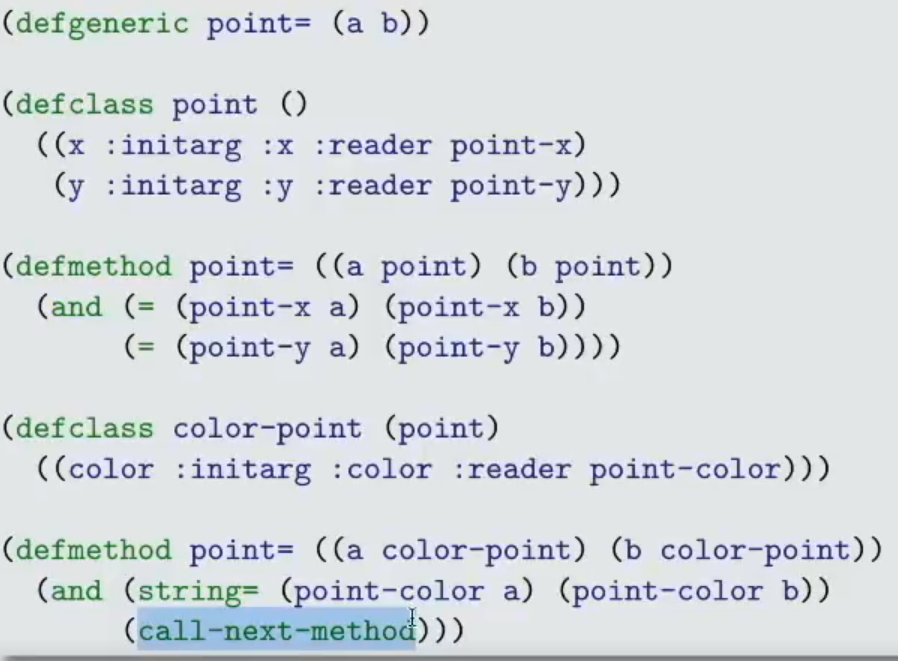 (defgeneric point= (a b))
(defclass point ()
((x :initarg :x :reader point-x)
(y :initarg :y :reader point-y)))
(defmethod point= ((a point) (b point))
(and (= (point-x a) (point-x b))
(= (point-y a) (point-y b))))
(defclass color-point (point)
((color :initarg :color :reader point-color)))
(defmethod point= ((a color-point) (b color-point))
(and (string= (point-color a) (point-color b))
(call-next-method)))